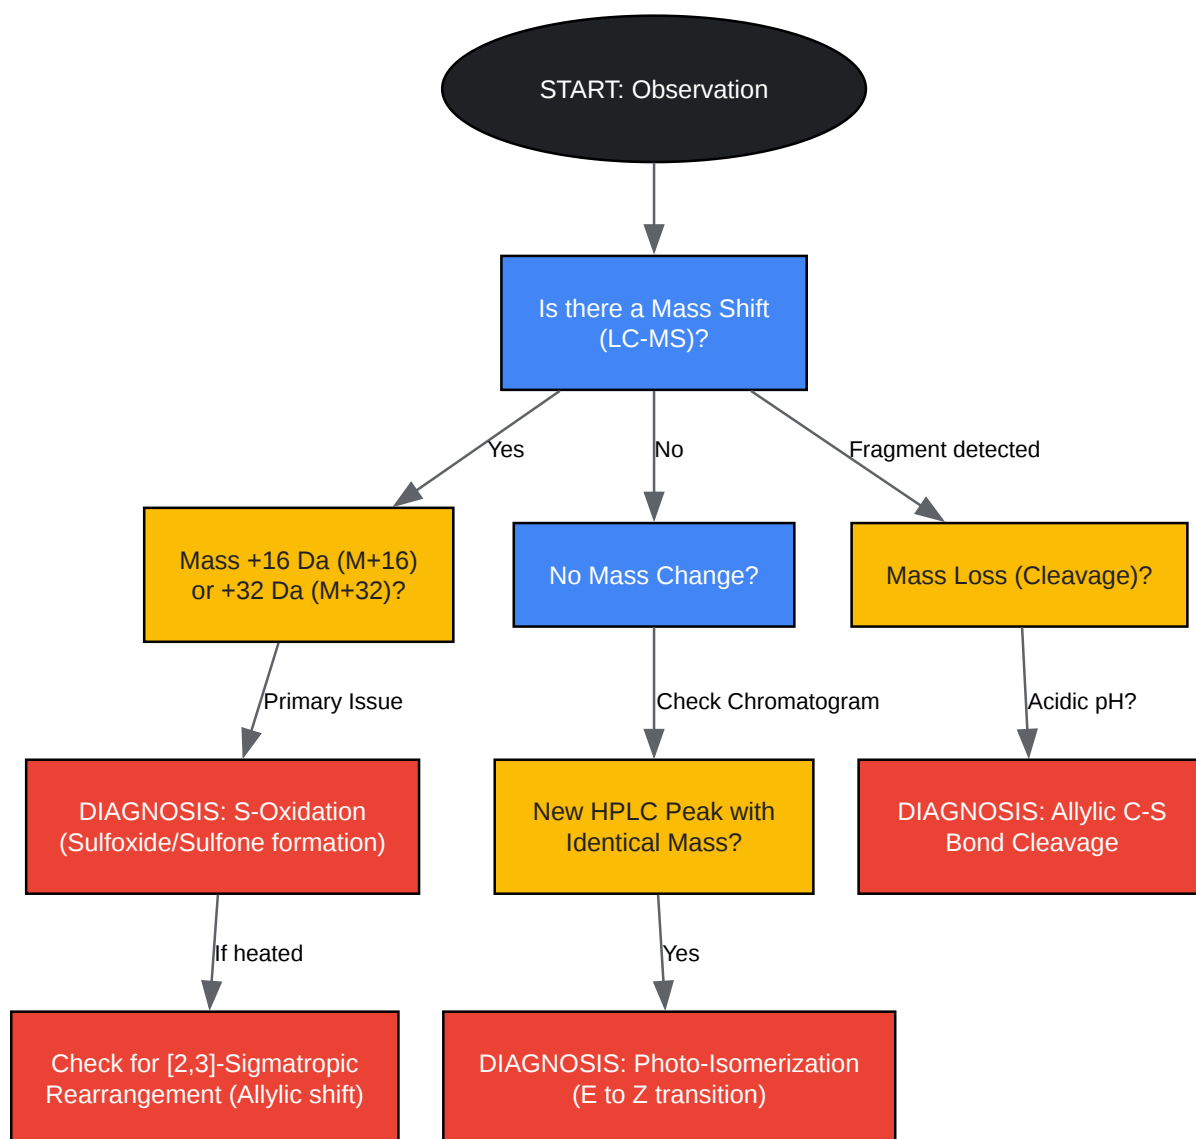 START: Observation
Is there a Mass Shift
(LC-MS)?
Yes
No
Fragment detected
Mass +16 Da (M+16)
or +32 Da (M+32)?
No Mass Change?
Mass Loss (Cleavage)?
Primary Issue
Check Chromatogram
Acidic pH?
DIAGNOSIS: S-Oxidation
(Sulfoxide/Sulfone formation)
New HPLC Peak with
Identical Mass?
DIAGNOSIS: Allylic C-S
Bond Cleavage
If heated
Yes
Check for [2,3]-Sigmatropic
Rearrangement (Allylic shift)
DIAGNOSIS: Photo-Isomerization
(E to Z transition)